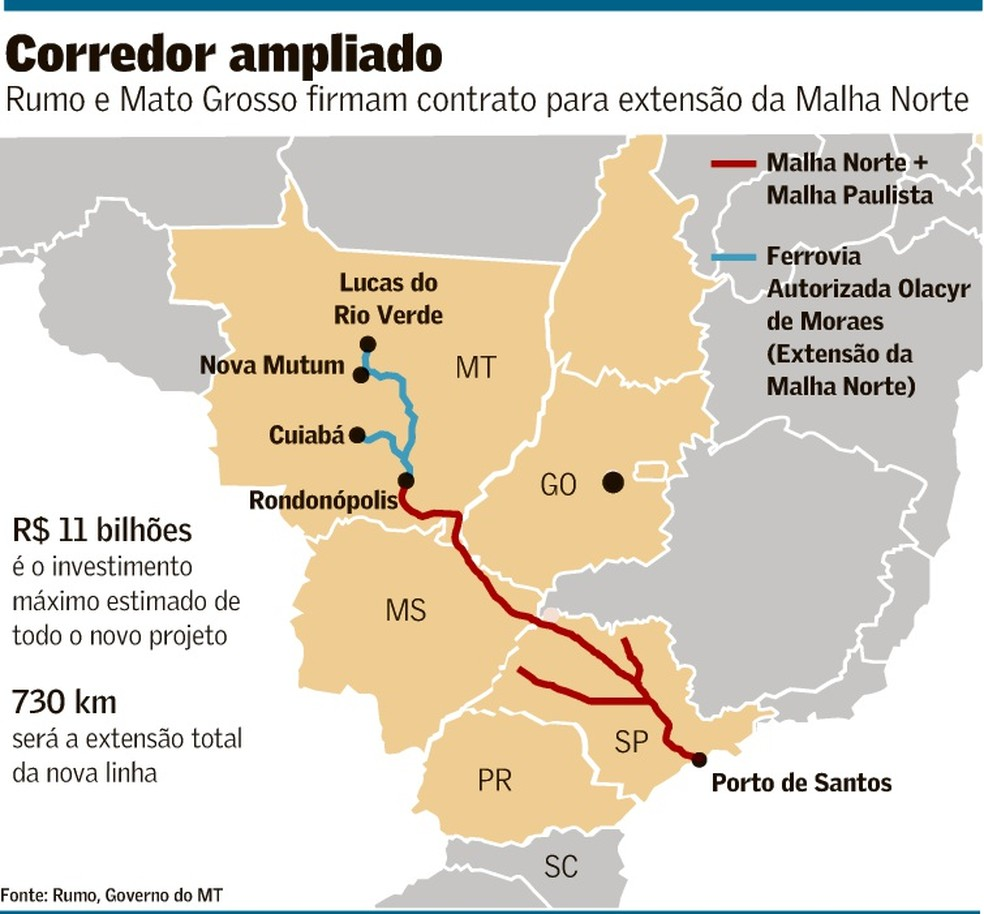 Corredor ampliado
Rumo e Mato Grosso firmam contrato para extensão da Malha Norte
Malha Norte +
Malha Paulista
Ferrovia
Autorizada Olacyr
de Moraes
(Extensão da
Malha Norte)
Lucas do
Rio Verde
Nova Mutum
MT
Cuiabá
GO
Rondonópolis
R$ 11 bilhões
é o investimento
máximo estimado de
todo o novo projeto
MS
730 km
será a extensão total
da nova linha
SP
PR
Porto de Santos
SC
Fonte: Rumo, Governo do MT